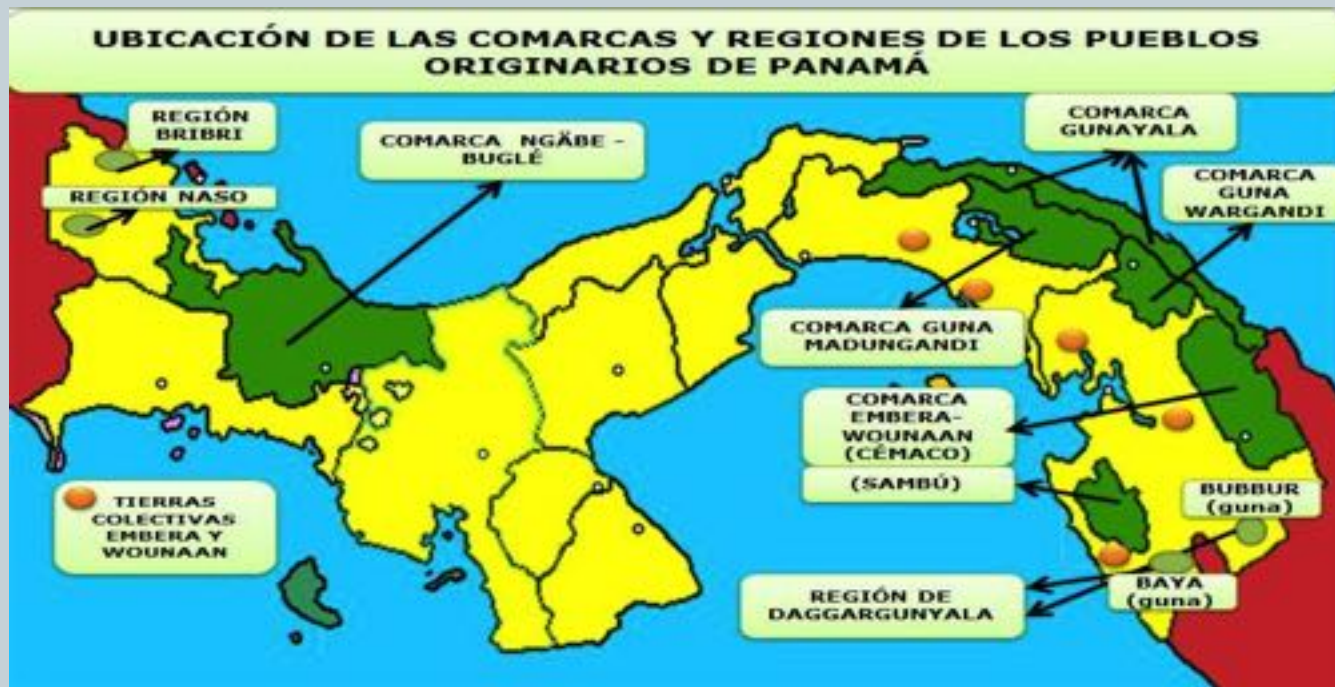 UBICACIÓN DE LAS COMARCAS Y REGIONES DE LOS PUEBLOS
ORIGINARIOS DE PANAMÁ
REGIÓN
BRIBRI
REGIÓN NASO
COMARCA NGÄBE -
BUGLÉ
COMARCA
GUNAYALA
COMARCA
GUNA
WARGANDI
COMARCA GUNA
MADUNGANDI
COMARCA
EMBERA-
WOUNAAN
(CÉMACO)
(SAMBÚ)
BUBBUR
(guna)
TIERRAS
COLECTIVAS
EMBERA Y
WOUNAAN
REGIÓN DE
DAGGARGUNYALA
BAYA
(guna)